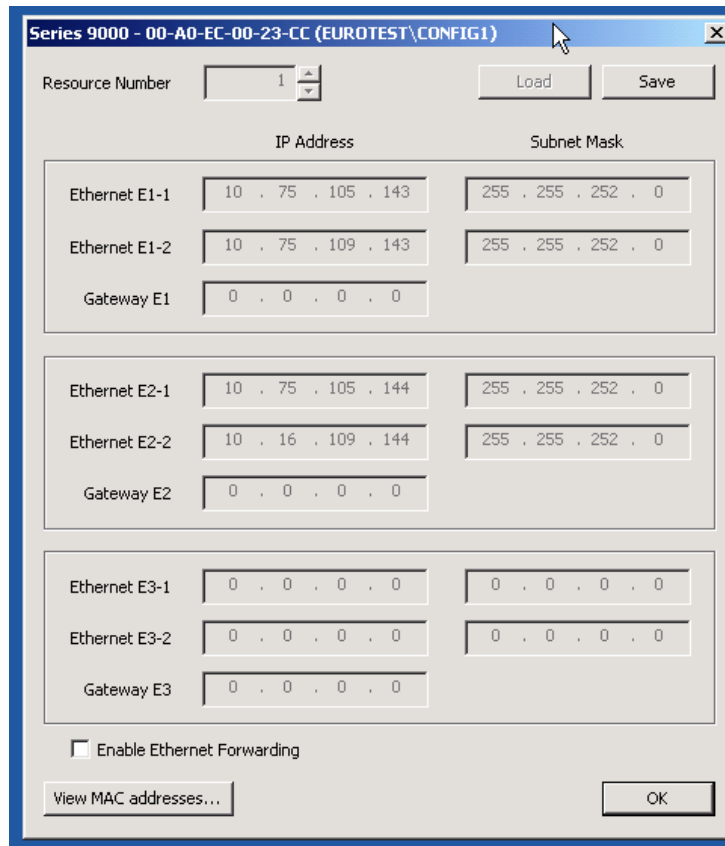 Series 9000 - 00-A0-EC-00-23-CC (EUROTEST\CONFIG1)
Resource Number 1 Load Save
IP Address Subnet Mask
Ethernet E1-1 10 . 75 . 105 . 143 255 . 255 . 252 . 0
Ethernet E1-2 10 . 75 . 109 . 143 255 . 255 . 252 . 0
Gateway E1 0 . 0 . 0 . 0
Ethernet E2-1 10 . 75 . 105 . 144 255 . 255 . 252 . 0
Ethernet E2-2 10 . 16 . 109 . 144 255 . 255 . 252 . 0
Gateway E2 0 . 0 . 0 . 0
Ethernet E3-1 0 . 0 . 0 . 0 0 . 0 . 0 . 0
Ethernet E3-2 0 . 0 . 0 . 0 0 . 0 . 0 . 0
Gateway E3 0 . 0 . 0 . 0
Enable Ethernet Forwarding
View MAC addresses... OK